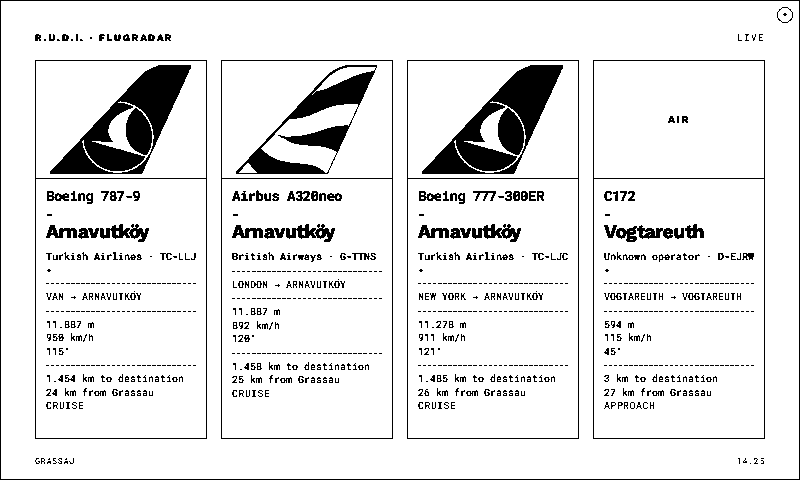 R.U.D.I. · FLUGRADAR
LIVE
Boeing 787-9
-
Arnavutköy
Turkish Airlines · TC-LLJ
•
VAN → ARNAVUTKÖY
11.887 m
950 km/h
115°
1.454 km to destination
24 km from Grassau
CRUISE
Airbus A320neo
-
Arnavutköy
British Airways · G-TTNS
LONDON → ARNAVUTKÖY
11.887 m
892 km/h
120°
1.458 km to destination
25 km from Grassau
CRUISE
Boeing 777-300ER
-
Arnavutköy
Turkish Airlines · TC-LJC
•
NEW YORK → ARNAVUTKÖY
11.278 m
911 km/h
121°
1.485 km to destination
26 km from Grassau
CRUISE
AIR
C172
-
Vogtareuth
Unknown operator · D-EJRW
•
VOGTAREUTH → VOGTAREUTH
594 m
115 km/h
45°
3 km to destination
27 km from Grassau
APPROACH
GRASSAU
14.25